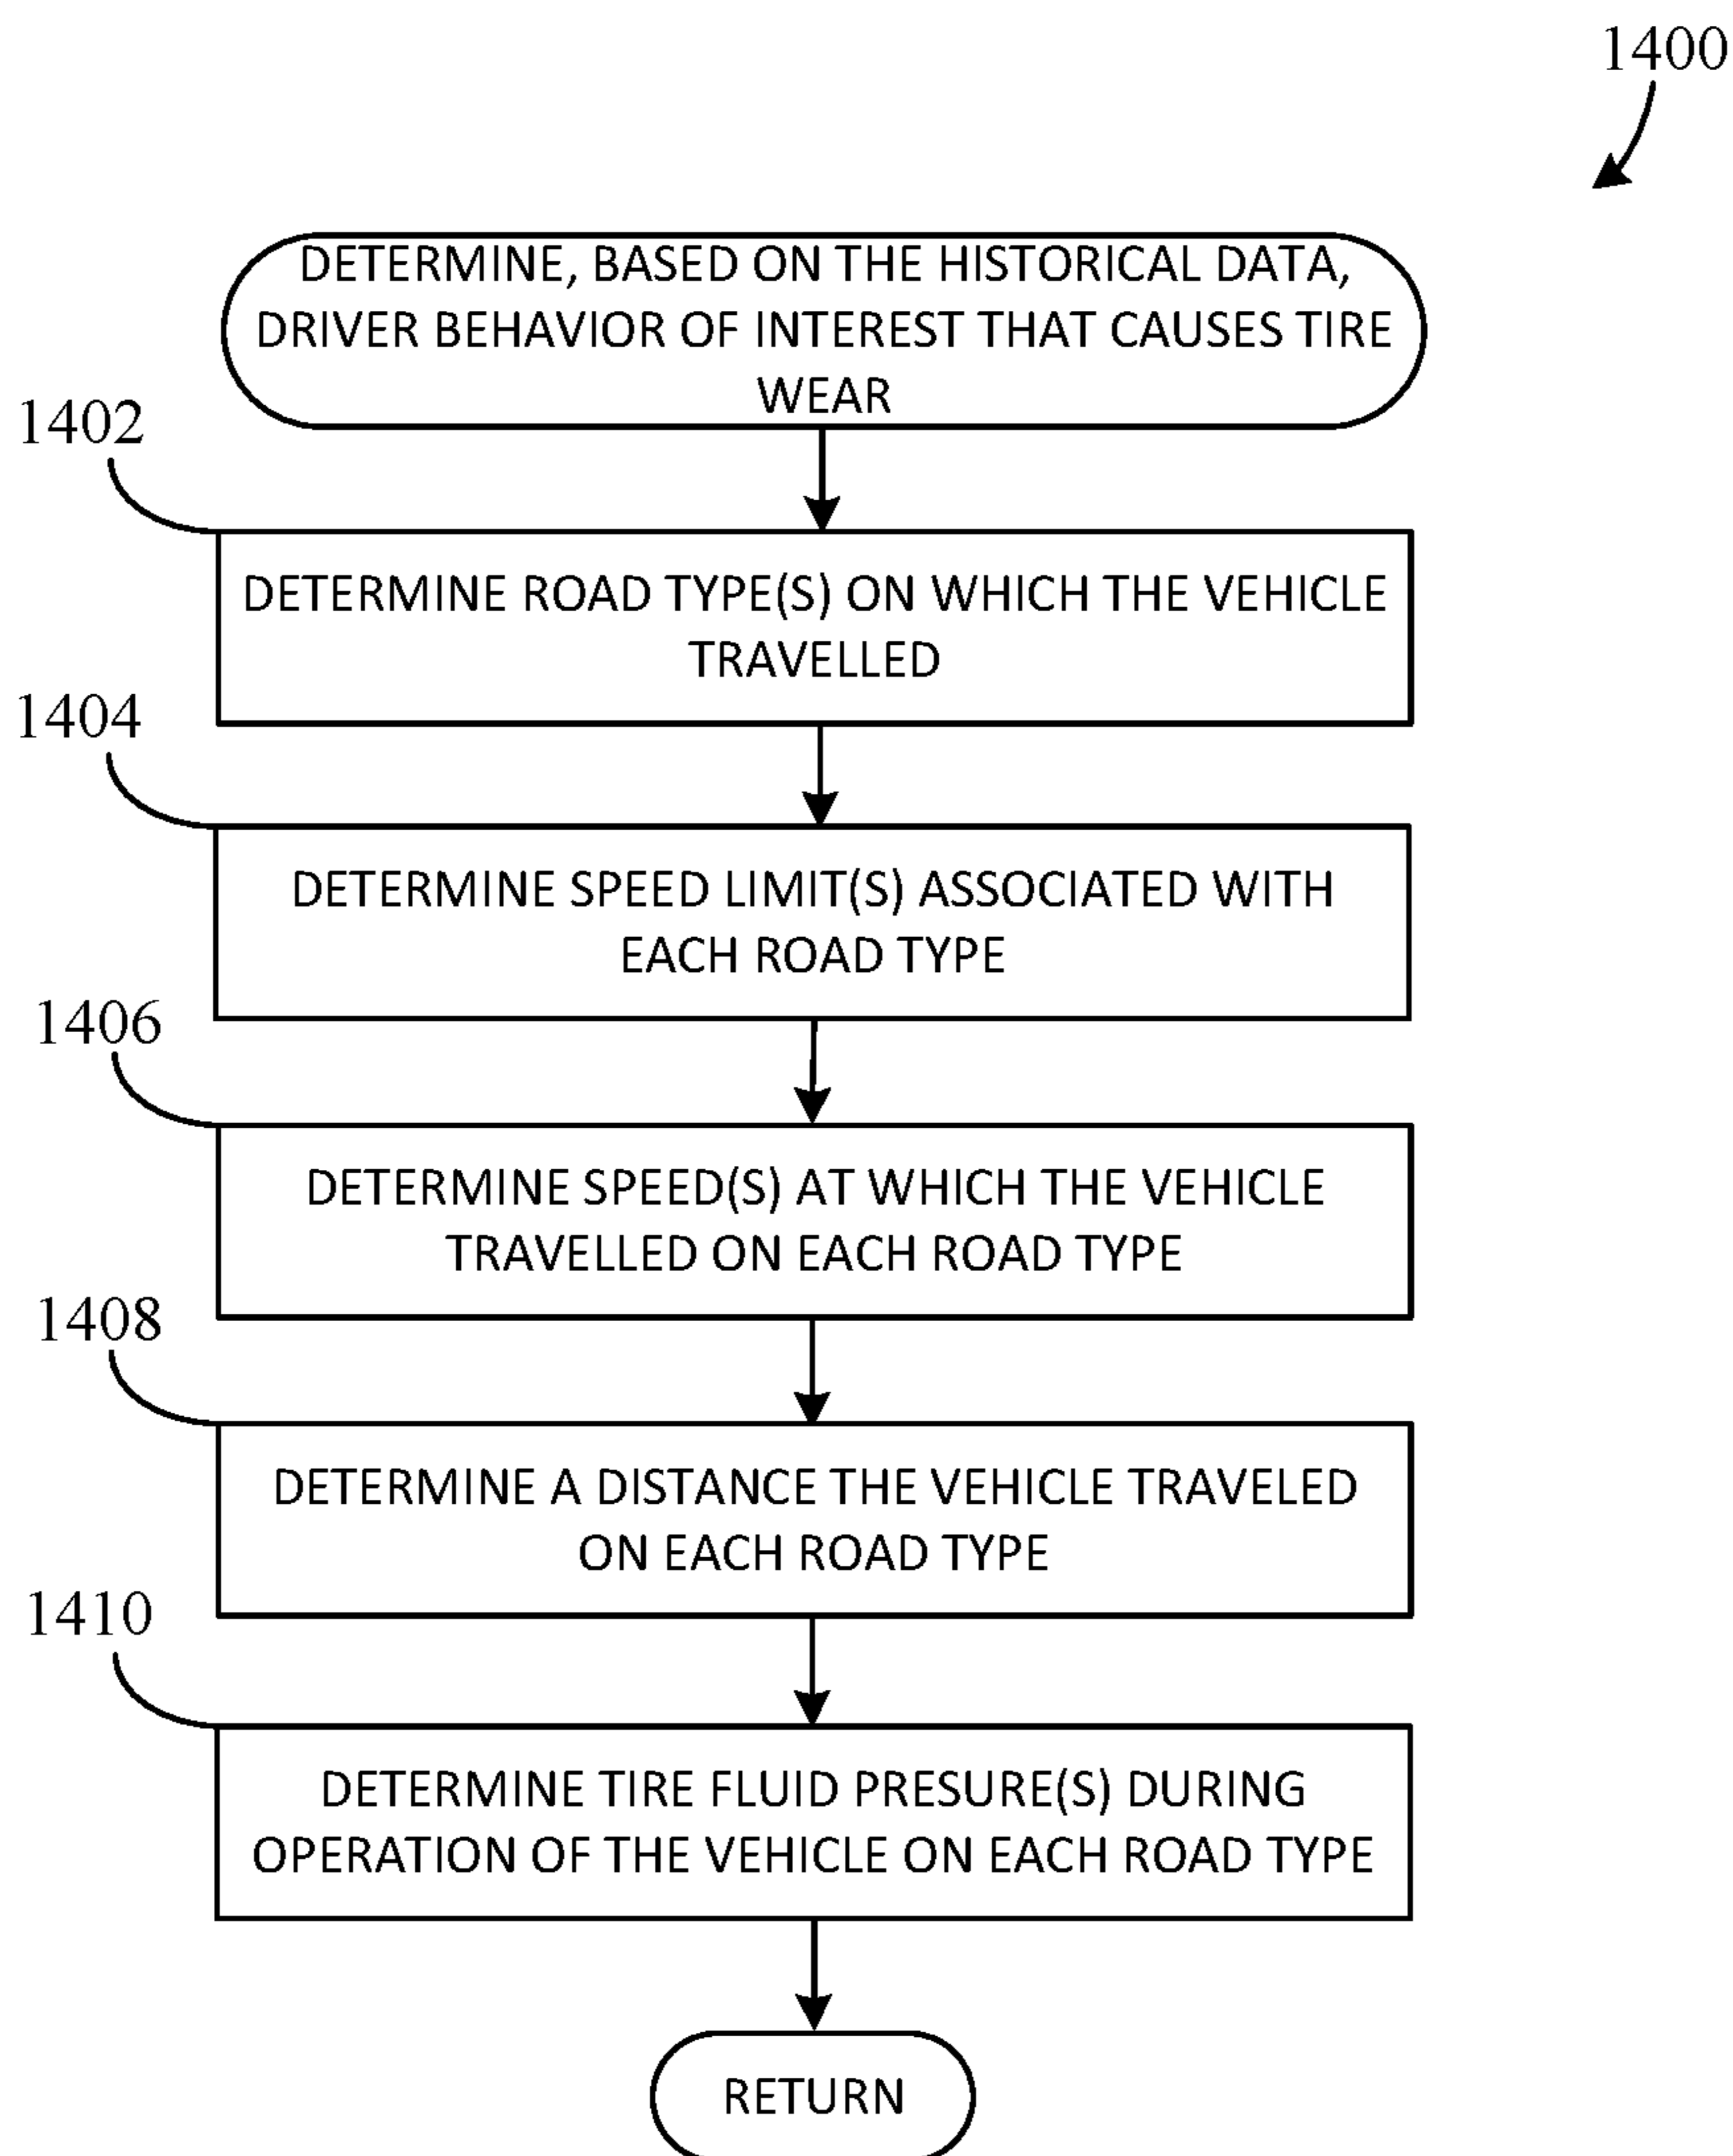 1400
DETERMINE, BASED ON THE HISTORICAL DATA,
DRIVER BEHAVIOR OF INTEREST THAT CAUSES TIRE
WEAR
1402
DETERMINE ROAD TYPE(S) ON WHICH THE VEHICLE
TRAVELLED
1404
DETERMINE SPEED LIMIT(S) ASSOCIATED WITH
EACH ROAD TYPE
1406
DETERMINE SPEED(S) AT WHICH THE VEHICLE
TRAVELLED ON EACH ROAD TYPE
1408
DETERMINE A DISTANCE THE VEHICLE TRAVELED
ON EACH ROAD TYPE
1410
DETERMINE TIRE FLUID PRESURE(S) DURING
OPERATION OF THE VEHICLE ON EACH ROAD TYPE
RETURN